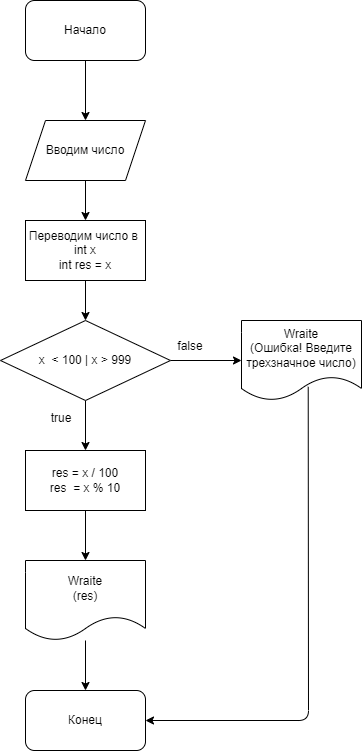 Начало
Вводим число
Переводим число в
int x
int res = x
x < 100 | x > 999
false
Wraite
(Ошибка! Введите
трехзначное число)
true
res = x / 100
res = x % 10
Wraite
(res)
Конец